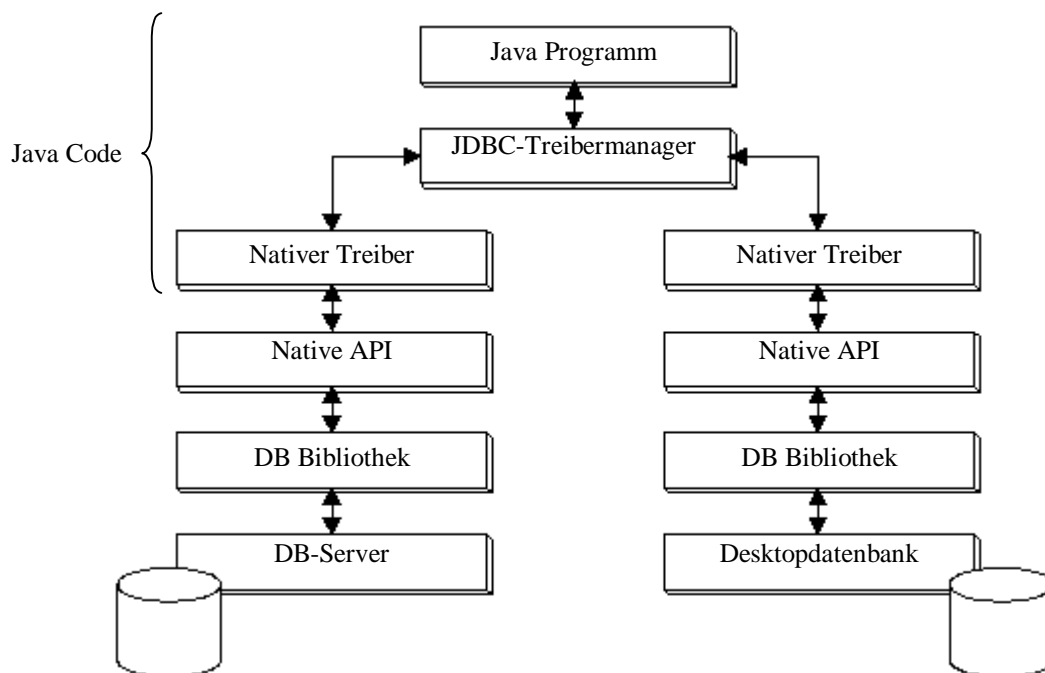 Java Programm
Java Code
JDBC-Treibermanager
Nativer Treiber
Nativer Treiber
Native API
Native API
DB Bibliothek
DB Bibliothek
DB-Server
Desktopdatenbank